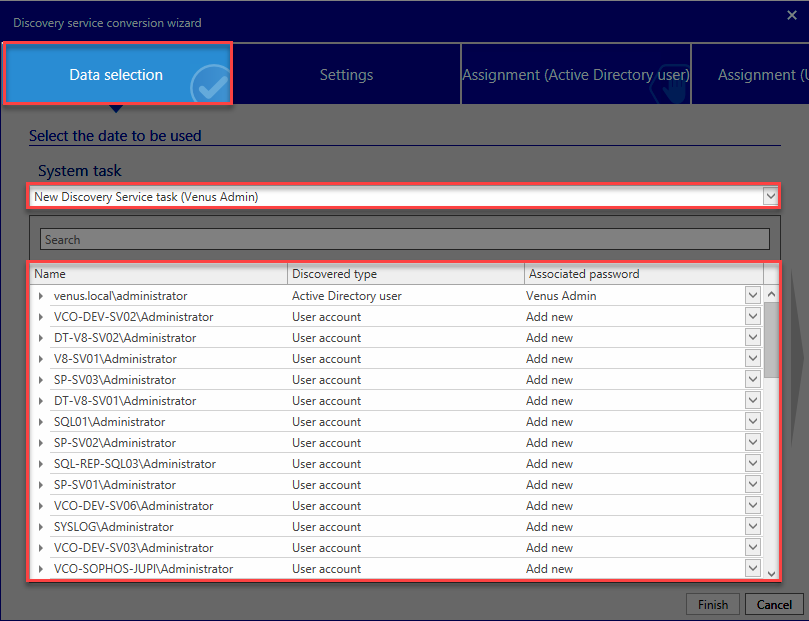 Discovery service conversion wizard
Data selection Settings Assignment (Active Directory user) Assignment (U
Select the date to be used
System task
New Discovery Service task (Venus Admin)
Search
Name Discovered type Associated password
venus.local\administrator Active Directory user Venus Admin
VCO-DEV-SV02\Administrator User account Add new
DT-V8-SV02\Administrator User account Add new
V8-SV01\Administrator User account Add new
SP-SV03\Administrator User account Add new
DT-V8-SV01\Administrator User account Add new
SQL01\Administrator User account Add new
SP-SV02\Administrator User account Add new
SQL-REP-SQL03\Administrator User account Add new
SP-SV01\Administrator User account Add new
VCO-DEV-SV06\Administrator User account Add new
SYSLOG\Administrator User account Add new
VCO-DEV-SV03\Administrator User account Add new
VCO-SOPHOS-JUPI\Administrator User account Add new
Finish Cancel